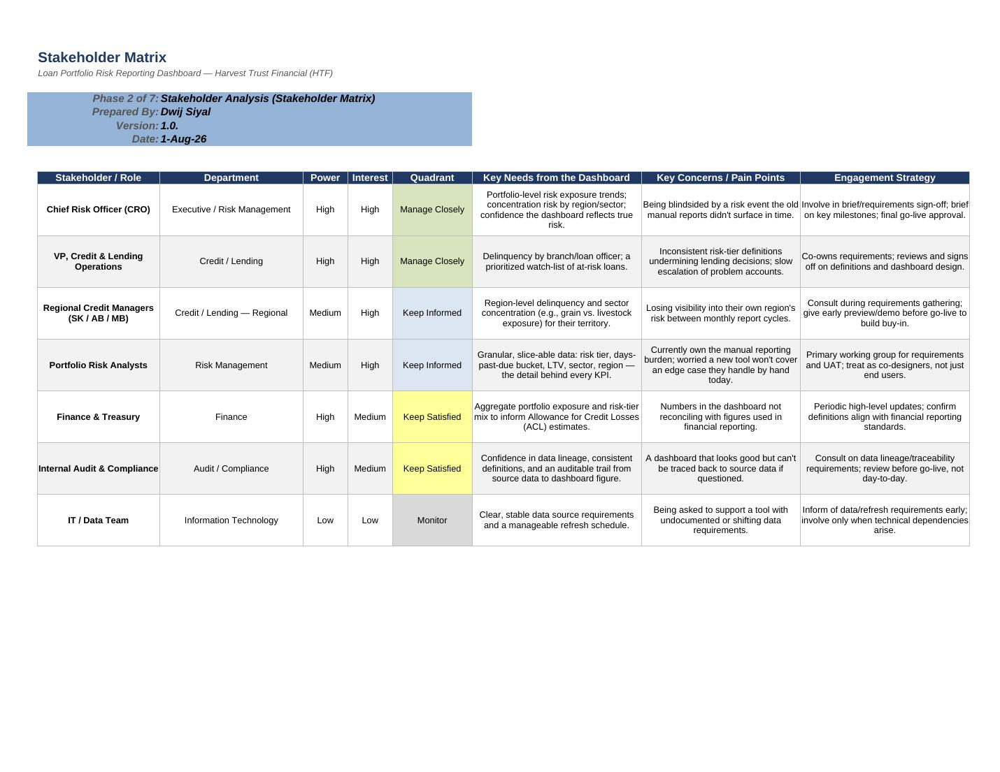 Stakeholder Matrix
Loan Portfolio Risk Reporting Dashboard — Harvest Trust Financial (HTF)
Phase 2 of 7: Stakeholder Analysis (Stakeholder Matrix)
Prepared By: Dwij Siyal
Version: 1.0.
Date: 1-Aug-26
Stakeholder / Role
Department
Power
Interest
Quadrant
Key Needs from the Dashboard
Key Concerns / Pain Points
Engagement Strategy
Chief Risk Officer (CRO)
Executive / Risk Management
High
High
Manage Closely
Portfolio-level risk exposure trends;
concentration risk by region/sector;
confidence the dashboard reflects true
risk.
Being blindsided by a risk event the old
manual reports didn't surface in time.
Involve in brief/requirements sign-off; brief
on key milestones; final go-live approval.
VP, Credit & Lending
Operations
Credit / Lending
High
High
Manage Closely
Delinquency by branch/loan officer; a
prioritized watch-list of at-risk loans.
Inconsistent risk-tier definitions
undermining lending decisions; slow
escalation of problem accounts.
Co-owns requirements; reviews and signs
off on definitions and dashboard design.
Regional Credit Managers
(SK / AB / MB)
Credit / Lending — Regional
Medium
High
Keep Informed
Region-level delinquency and sector
concentration (e.g., grain vs. livestock
exposure) for their territory.
Losing visibility into their own region's
risk between monthly report cycles.
Consult during requirements gathering;
give early preview/demo before go-live to
build buy-in.
Portfolio Risk Analysts
Risk Management
Medium
High
Keep Informed
Granular, slice-able data: risk tier, days-
past-due bucket, LTV, sector, region —
the detail behind every KPI.
Currently own the manual reporting
burden; worried a new tool won't cover
an edge case they handle by hand
today.
Primary working group for requirements
and UAT; treat as co-designers, not just
end users.
Finance & Treasury
Finance
High
Medium
Keep Satisfied
Aggregate portfolio exposure and risk-tier
mix to inform Allowance for Credit Losses
(ACL) estimates.
Numbers in the dashboard not
reconciling with figures used in
financial reporting.
Periodic high-level updates; confirm
definitions align with financial reporting
standards.
Internal Audit & Compliance
Audit / Compliance
High
Medium
Keep Satisfied
Confidence in data lineage, consistent
definitions, and an auditable trail from
source data to dashboard figure.
A dashboard that looks good but can't
be traced back to source data if
questioned.
Consult on data lineage/traceability
requirements; review before go-live, not
day-to-day.
IT / Data Team
Information Technology
Low
Low
Monitor
Clear, stable data source requirements
and a manageable refresh schedule.
Being asked to support a tool with
undocumented or shifting data
requirements.
Inform of data/refresh requirements early;
involve only when technical dependencies
arise.